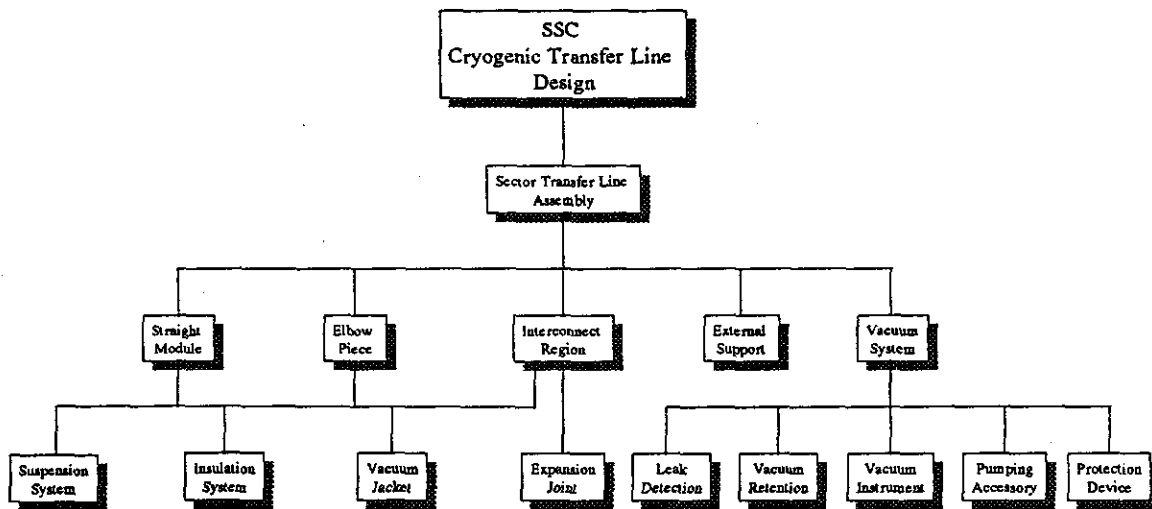 SSC
Cryogenic Transfer Line
Design
Sector Transfer Line
Assembly
Straight
Module
Elbow
Piece
Interconnect
Region
External
Support
Vacuum
System
Suspension
System
Insulation
System
Vacuum
Jacket
Expansion
Joint
Leak
Detection
Vacuum
Retention
Vacuum
Instrument
Pumping
Accessory
Protection
Device